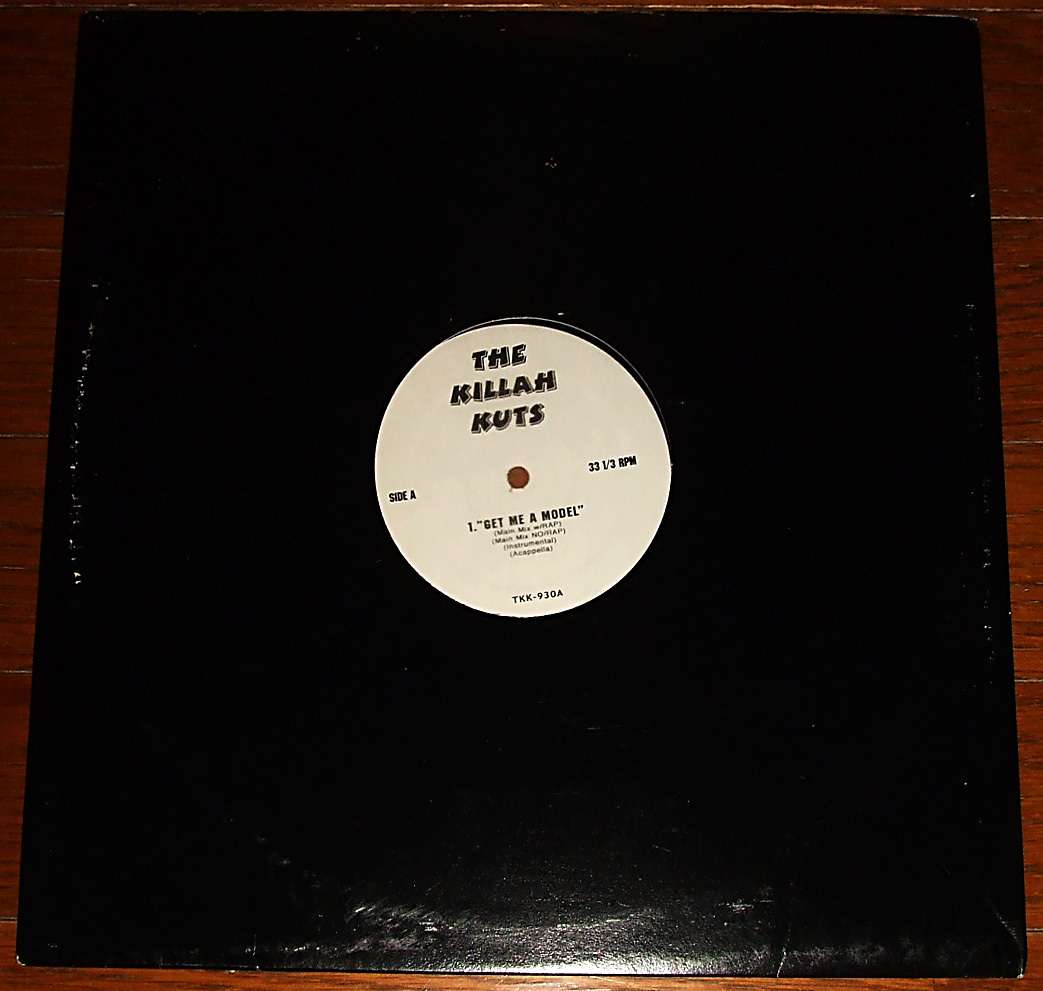 THE
KILLAH
KUTS
33 1/3 RPM
SIDE A
1."GET ME A MODEL"
(Main Mix w/RAP)
(Main Mix NO/RAP)
(Instrumental)
(Acappella)
TKK-930A